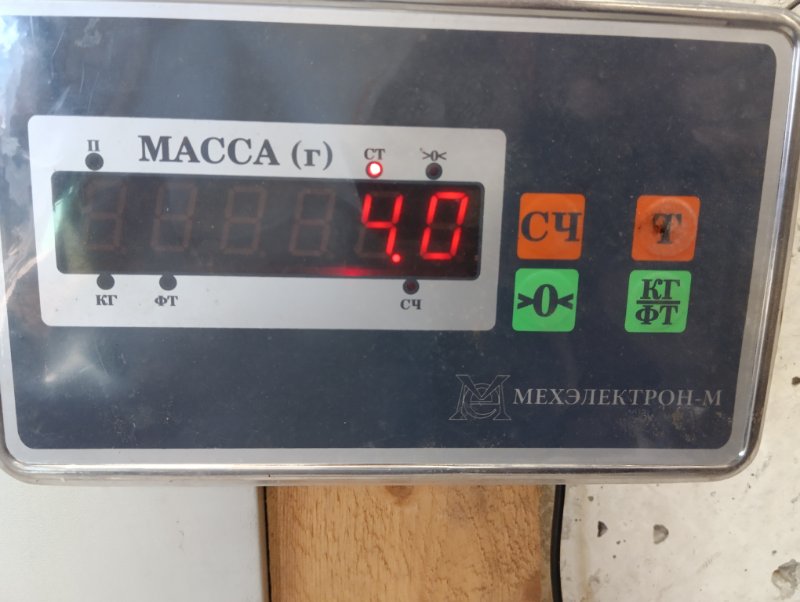 П МАССА (г) СТ >0<
4.0
КГ ФТ СЧ
СЧ Т
>0< КГ/ФТ
МЕХЭЛЕКТРОН-М